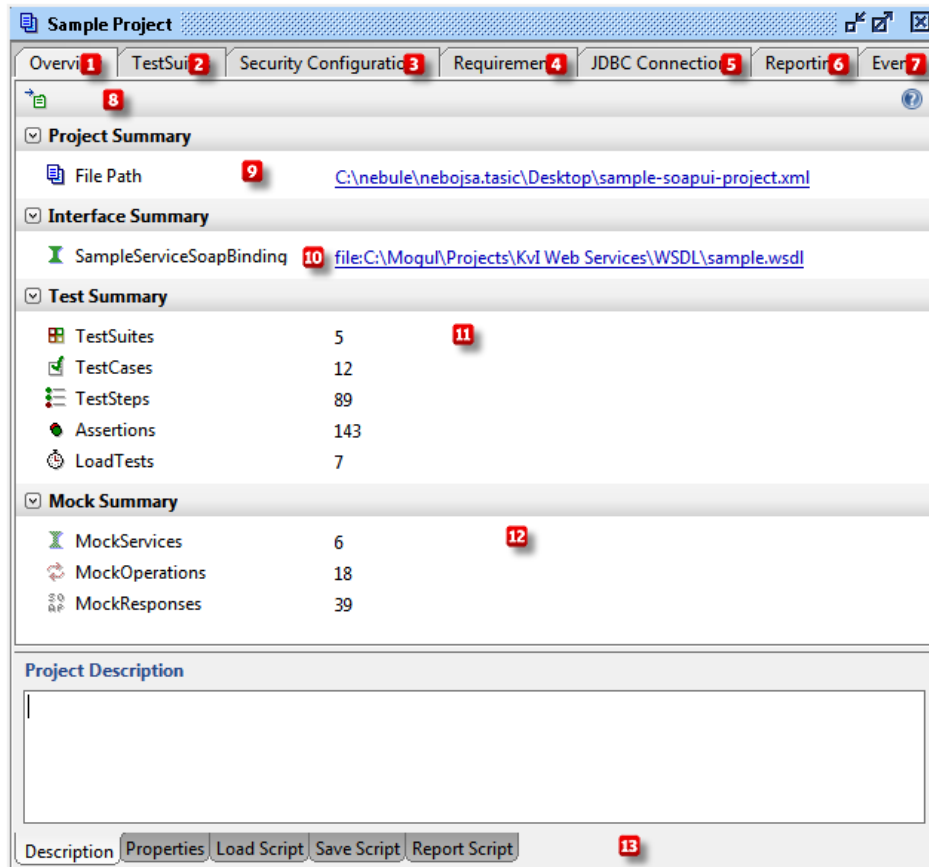 Sample Project
Overvi 1 TestSui 2 Security Configuratio 3 Requiremen 4 JDBC Connection 5 Reportin 6 Even 7
8
Project Summary
File Path 9 C:\nebule\nebojsa.tasic\Desktop\sample-soapui-project.xml
Interface Summary
SampleServiceSoapBinding 10 file:C:\Mogul\Projects\KvI Web Services\WSDL\sample.wsdl
Test Summary
TestSuites 5 11
TestCases 12
TestSteps 89
Assertions 143
LoadTests 7
Mock Summary
MockServices 6 12
MockOperations 18
MockResponses 39
Project Description
Description Properties Load Script Save Script Report Script 13